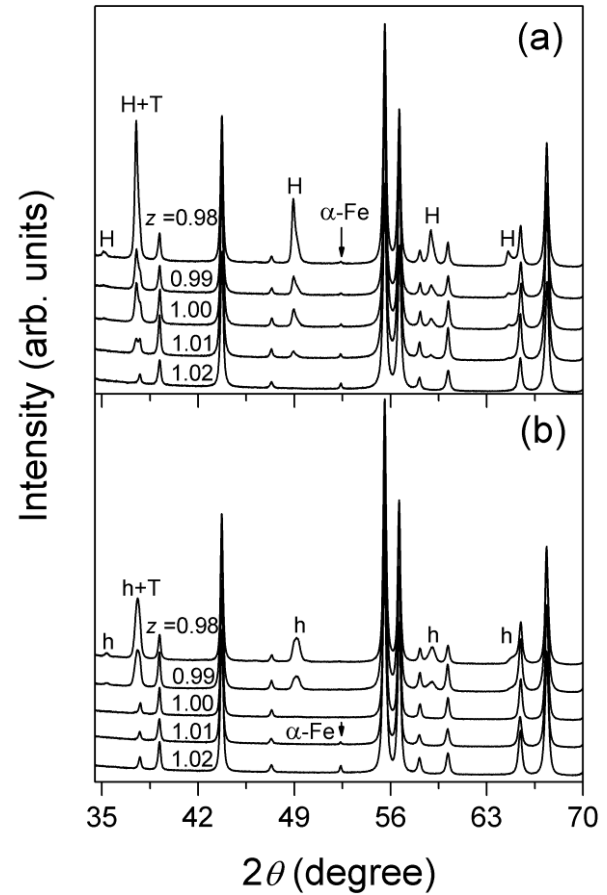 (a)
H+T
H
z =0.98
H
α-Fe
H
H
0.99
1.00
1.01
1.02
(b)
h+T
h
z =0.98
h
h
h
0.99
1.00
α-Fe
1.01
1.02
35 42 49 56 63 70
2θ (degree)
Intensity (arb. units)